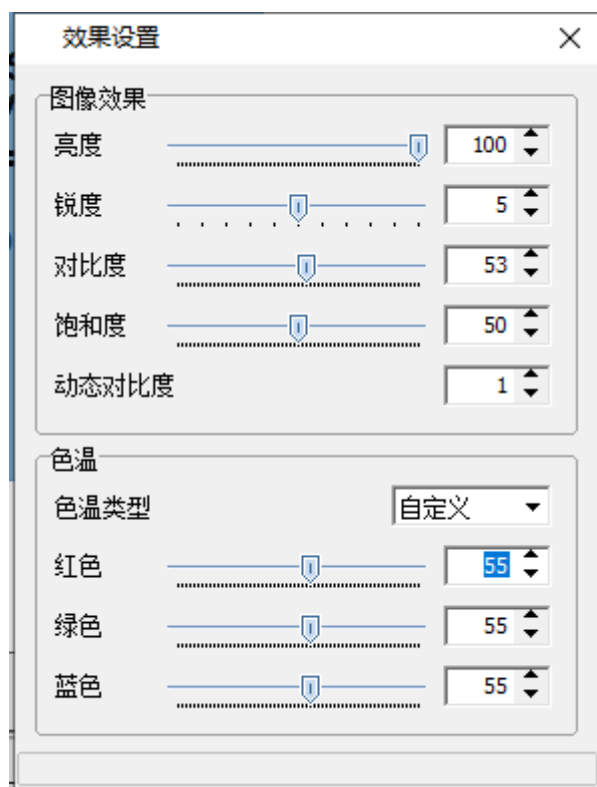 效果设置
图像效果
亮度 100
锐度 5
对比度 53
饱和度 50
动态对比度 1
色温
色温类型 自定义
红色 55
绿色 55
蓝色 55